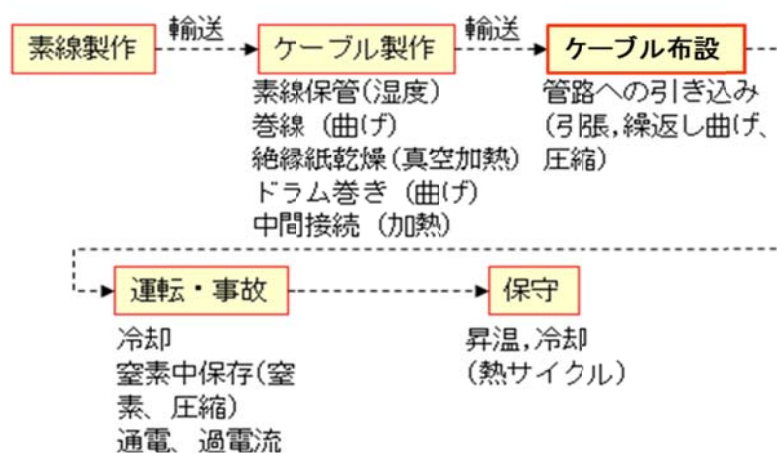 素線製作
輸送
ケーブル製作
輸送
ケーブル布設
素線保管(湿度)
巻線 (曲げ)
絶縁紙乾燥(真空加熱)
ドラム巻き (曲げ)
中間接続 (加熱)
管路への引き込み
(引張,繰返し曲げ、
圧縮)
運転・事故
保守
冷却
窒素中保存(窒
素、圧縮)
通電、過電流
昇温,冷却
(熱サイクル)